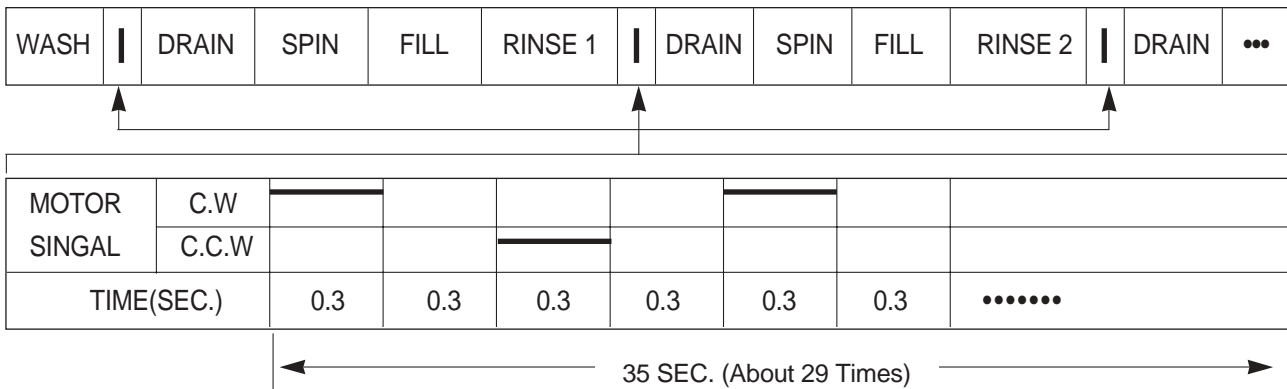 WASH DRAIN SPIN FILL RINSE 1 DRAIN SPIN FILL RINSE 2 DRAIN •••
MOTOR C.W
SINGAL C.C.W
TIME(SEC.) 0.3 0.3 0.3 0.3 0.3 0.3 •••••••
35 SEC. (About 29 Times)